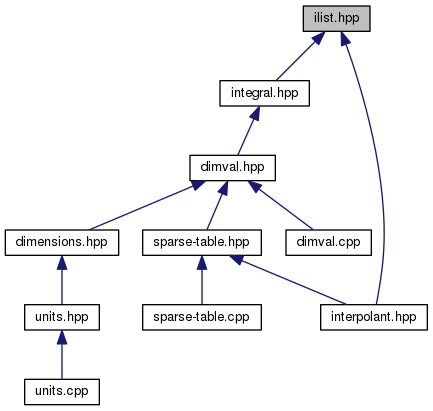 ilist.hpp
integral.hpp
dimval.hpp
dimensions.hpp
sparse-table.hpp
dimval.cpp
units.hpp
sparse-table.cpp
interpolant.hpp
units.cpp